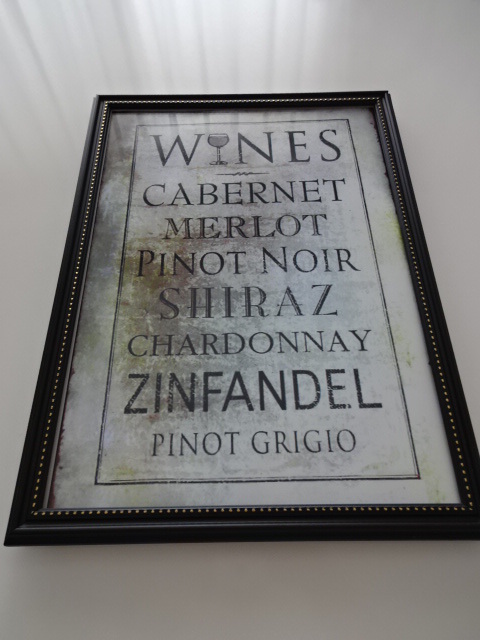 WINES
CABERNET
MERLOT
PINOT NOIR
SHIRAZ
CHARDONNAY
ZINFANDEL
PINOT GRIGIO